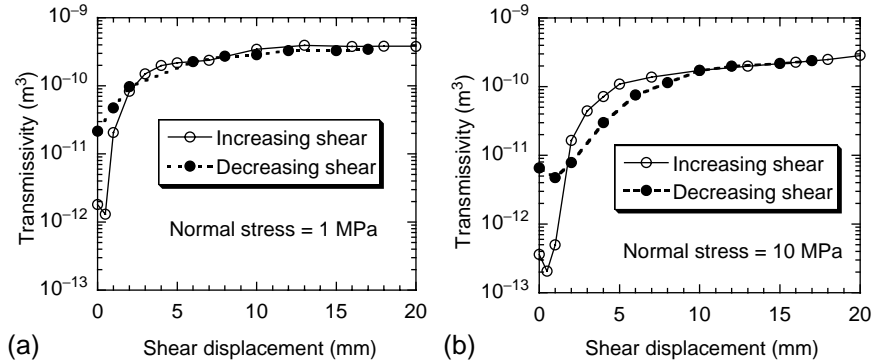 10⁻⁹
10⁻¹⁰
10⁻¹¹
10⁻¹²
10⁻¹³
Transmissivity (m³)
Increasing shear
Decreasing shear
Normal stress = 1 MPa
0 5 10 15 20
Shear displacement (mm)
(a)
10⁻⁹
10⁻¹⁰
10⁻¹¹
10⁻¹²
10⁻¹³
Transmissivity (m³)
Increasing shear
Decreasing shear
Normal stress = 10 MPa
0 5 10 15 20
Shear displacement (mm)
(b)